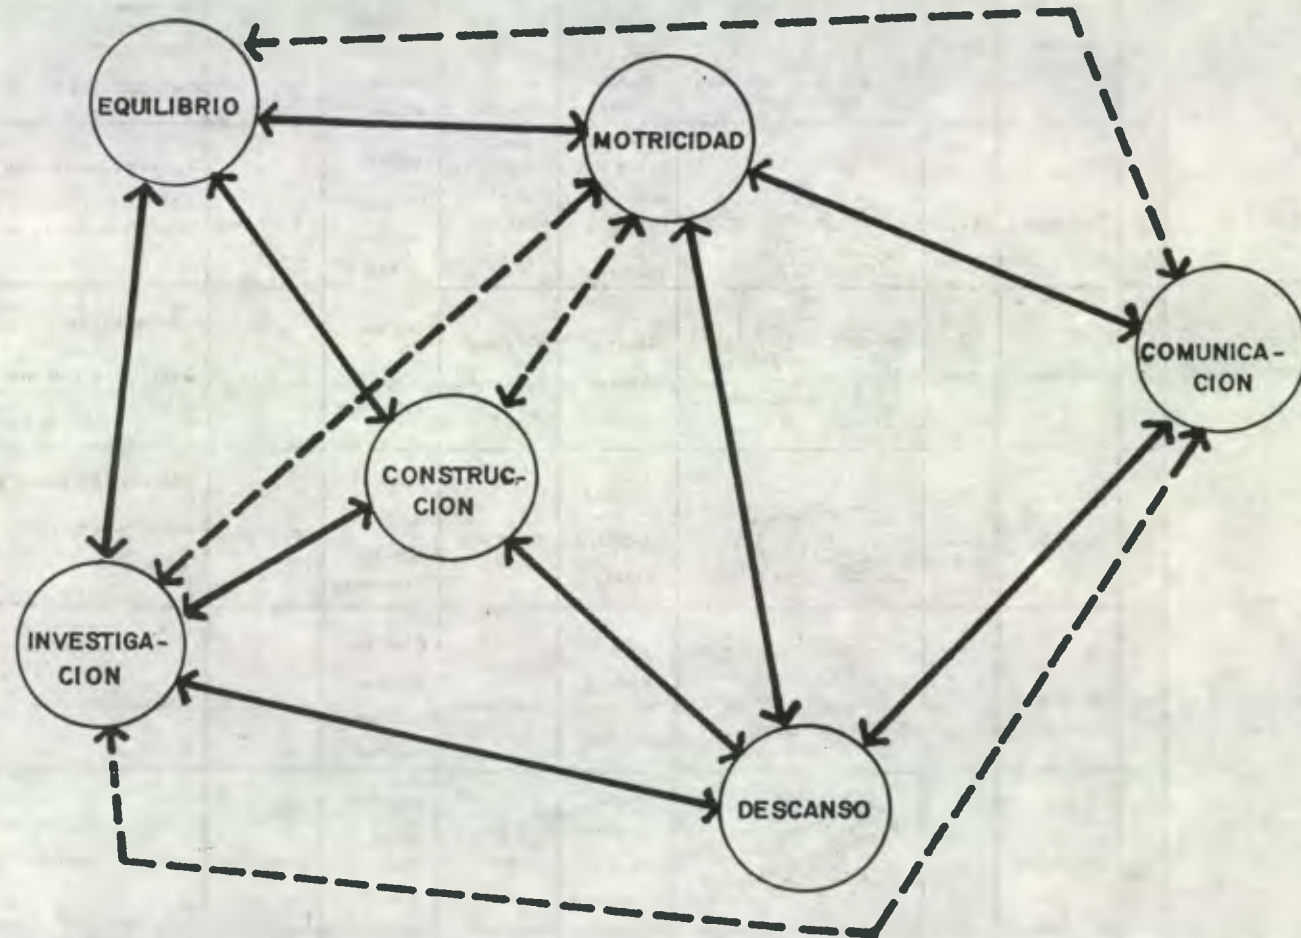 EQUILIBRIO
MOTRICIDAD
COMUNICA-
CION
CONSTRUC-
CION
INVESTIGA-
CION
DESCANSO